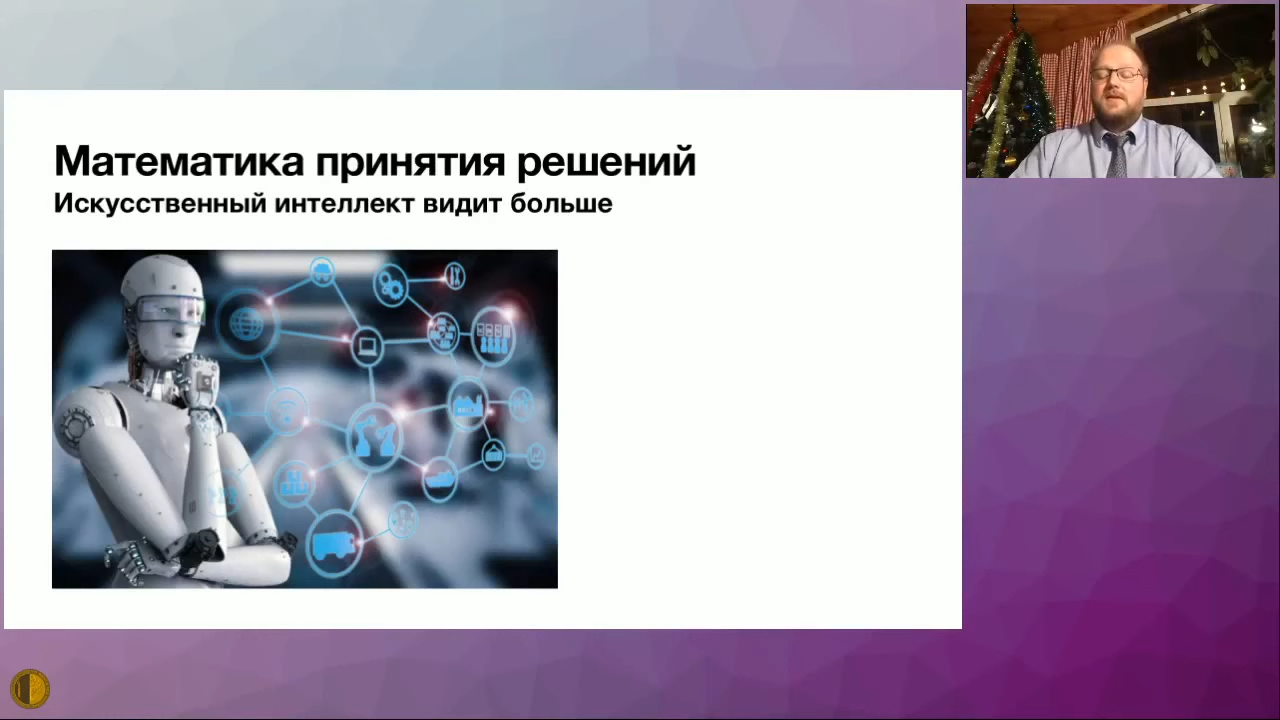 Математика принятия решений
Искусственный интеллект видит больше